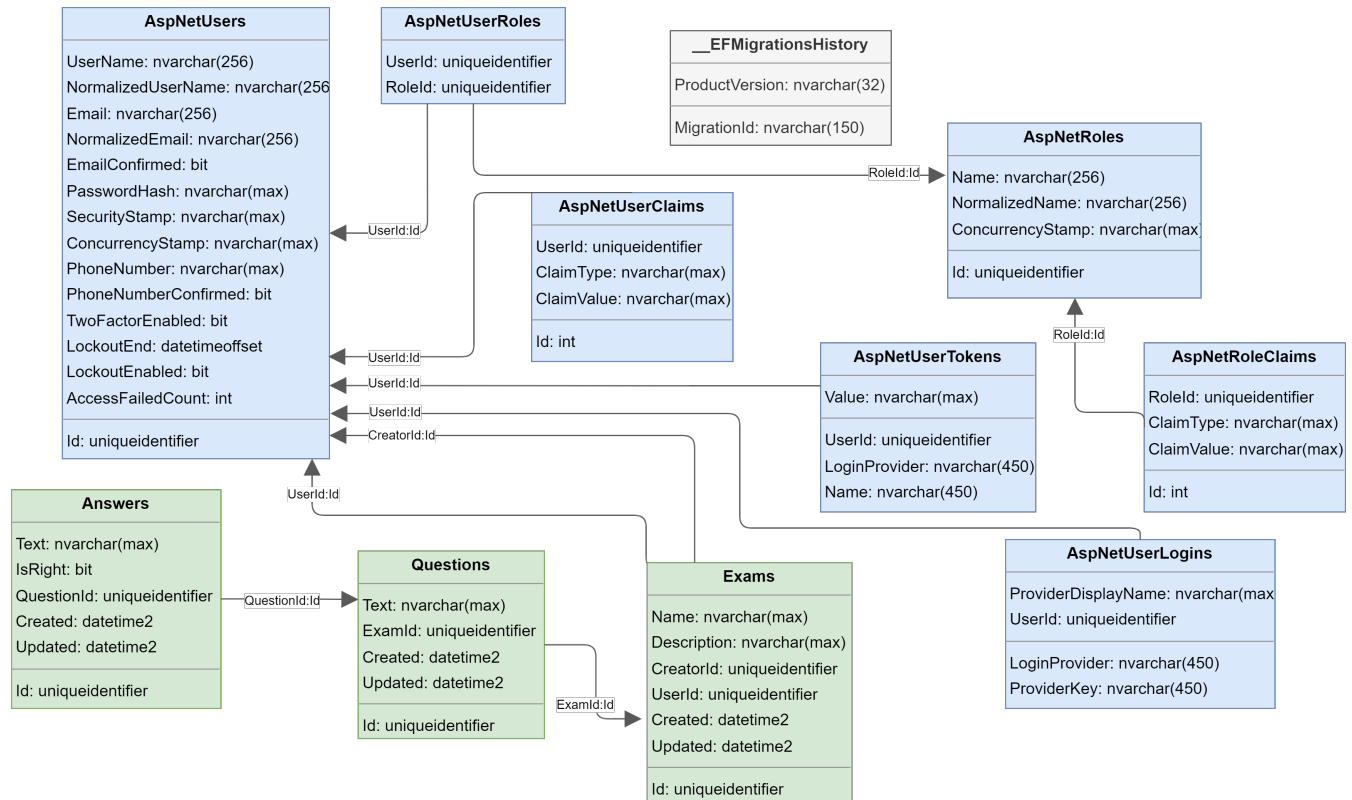 AspNetUsers
UserName: nvarchar(256)
NormalizedUserName: nvarchar(256
Email: nvarchar(256)
NormalizedEmail: nvarchar(256)
EmailConfirmed: bit
PasswordHash: nvarchar(max)
SecurityStamp: nvarchar(max)
ConcurrencyStamp: nvarchar(max)
PhoneNumber: nvarchar(max)
PhoneNumberConfirmed: bit
TwoFactorEnabled: bit
LockoutEnd: datetimeoffset
LockoutEnabled: bit
AccessFailedCount: int
Id: uniqueidentifier
AspNetUserRoles
UserId: uniqueidentifier
RoleId: uniqueidentifier
__EFMigrationsHistory
ProductVersion: nvarchar(32)
MigrationId: nvarchar(150)
AspNetRoles
Name: nvarchar(256)
NormalizedName: nvarchar(256)
ConcurrencyStamp: nvarchar(max
Id: uniqueidentifier
RoleId:Id
UserId:Id
AspNetUserClaims
UserId: uniqueidentifier
ClaimType: nvarchar(max)
ClaimValue: nvarchar(max)
Id: int
RoleId:Id
UserId:Id
UserId:Id
UserId:Id
CreatorId:Id
AspNetUserTokens
Value: nvarchar(max)
UserId: uniqueidentifier
LoginProvider: nvarchar(450)
Name: nvarchar(450)
AspNetRoleClaims
RoleId: uniqueidentifier
ClaimType: nvarchar(max)
ClaimValue: nvarchar(max)
Id: int
UserId:Id
Answers
Text: nvarchar(max)
IsRight: bit
QuestionId: uniqueidentifier
Created: datetime2
Updated: datetime2
Id: uniqueidentifier
QuestionId:Id
Questions
Text: nvarchar(max)
ExamId: uniqueidentifier
Created: datetime2
Updated: datetime2
Id: uniqueidentifier
ExamId:Id
Exams
Name: nvarchar(max)
Description: nvarchar(max)
CreatorId: uniqueidentifier
UserId: uniqueidentifier
Created: datetime2
Updated: datetime2
Id: uniqueidentifier
AspNetUserLogins
ProviderDisplayName: nvarchar(max
UserId: uniqueidentifier
LoginProvider: nvarchar(450)
ProviderKey: nvarchar(450)